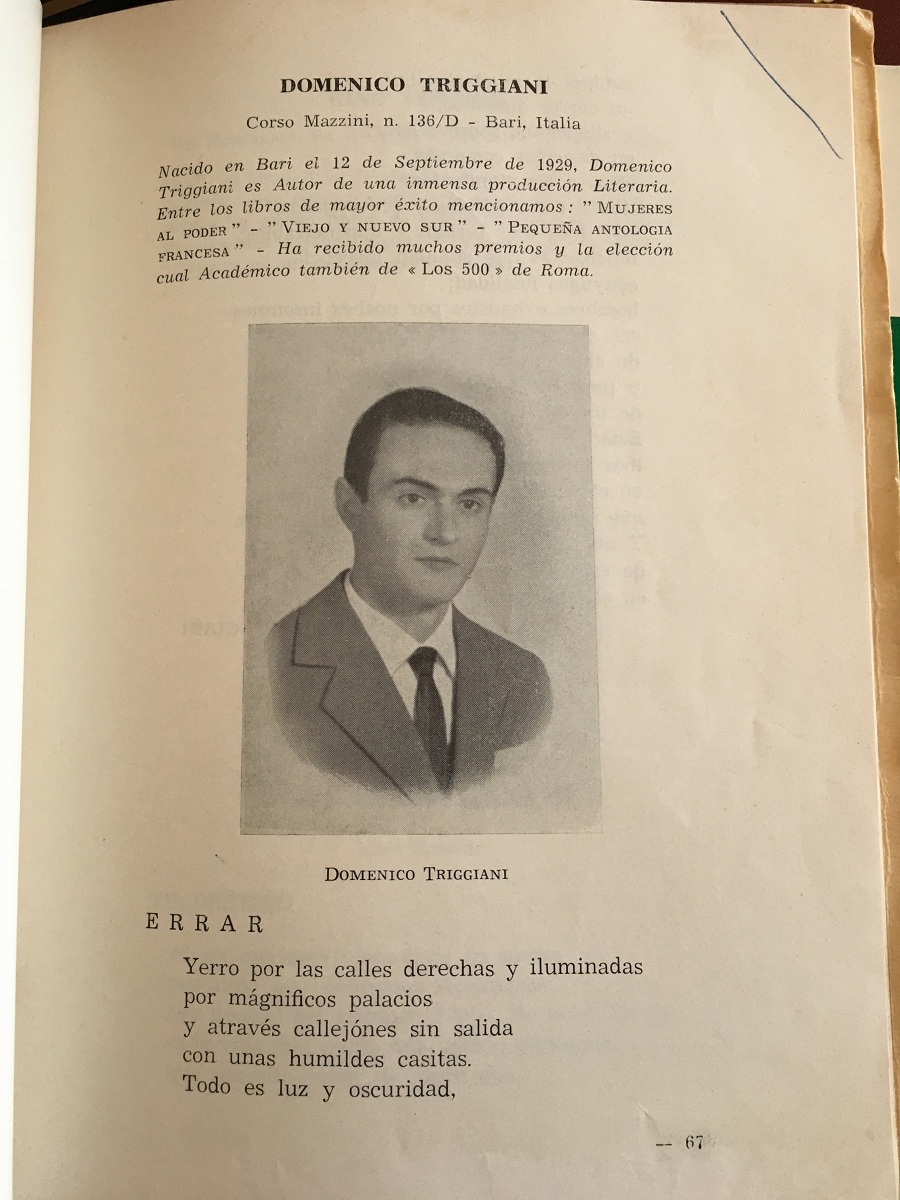 DOMENICO TRIGGIANI
Corso Mazzini, n. 136/D - Bari, Italia
Nacido en Bari el 12 de Septiembre de 1929, Domenico
Triggiani es Autor de una inmensa producción Literaria.
Entre los libros de mayor éxito mencionamos : " MUJERES
AL PODER " - " VIEJO Y NUEVO SUR " - " PEQUEÑA ANTOLOGIA
FRANCESA " - Ha recibido muchos premios y la elección
cual Académico también de « Los 500 » de Roma.
DOMENICO TRIGGIANI
E R R A R
Yerro por las calles derechas y iluminadas
por mágnificos palacios
y através callejónes sin salida
con unas humildes casitas.
Todo es luz y oscuridad,
— 67